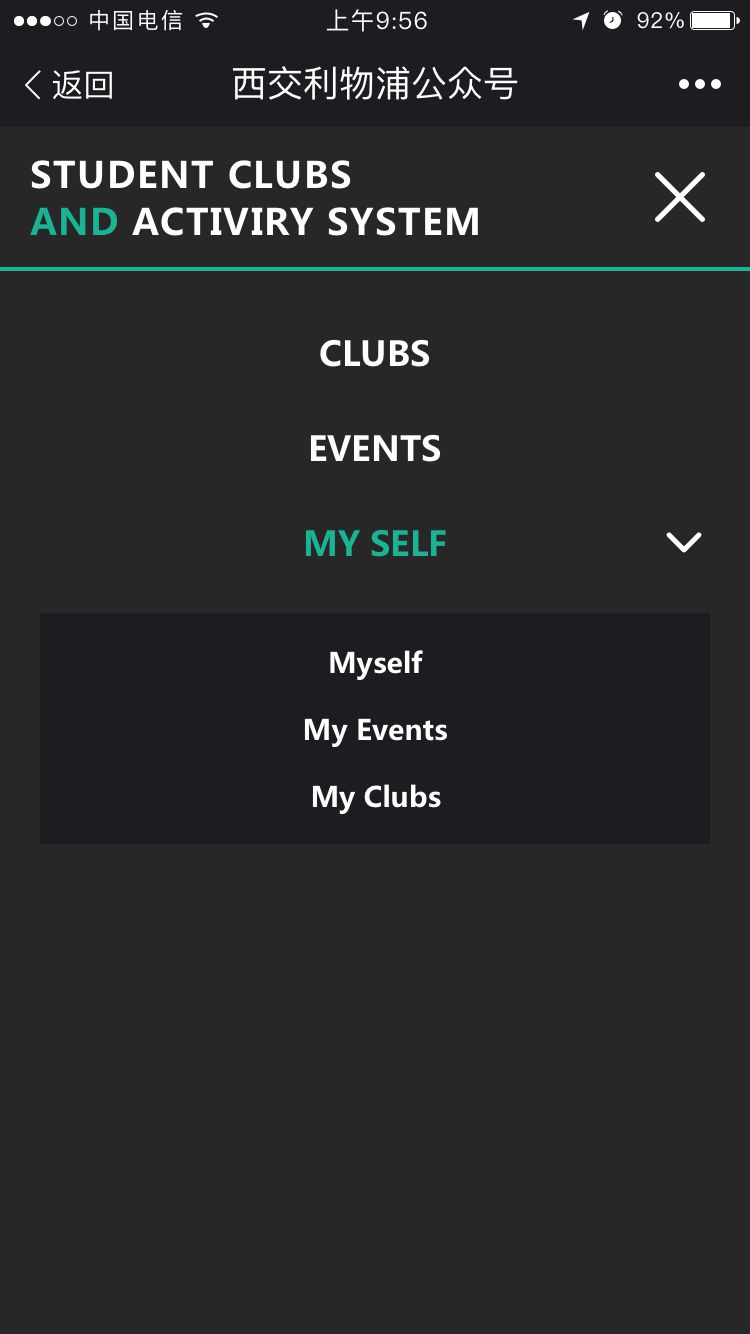 中国电信
上午9:56
92%
返回
西交利物浦公众号
STUDENT CLUBS
AND ACTIVIRY SYSTEM
CLUBS
EVENTS
MY SELF
Myself
My Events
My Clubs